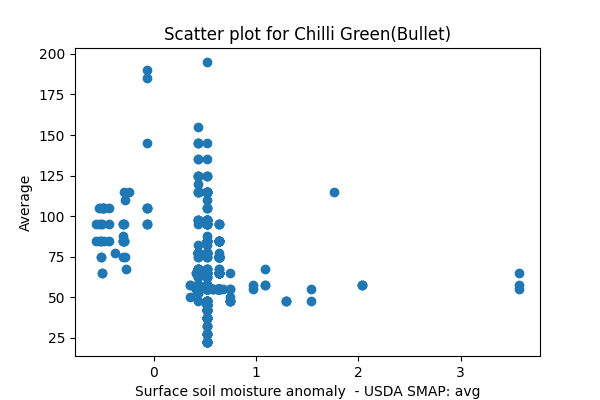 Scatter plot for Chilli Green(Bullet)
200
175
150
125
100
75
50
25
Average
0 1 2 3
Surface soil moisture anomaly  - USDA SMAP: avg